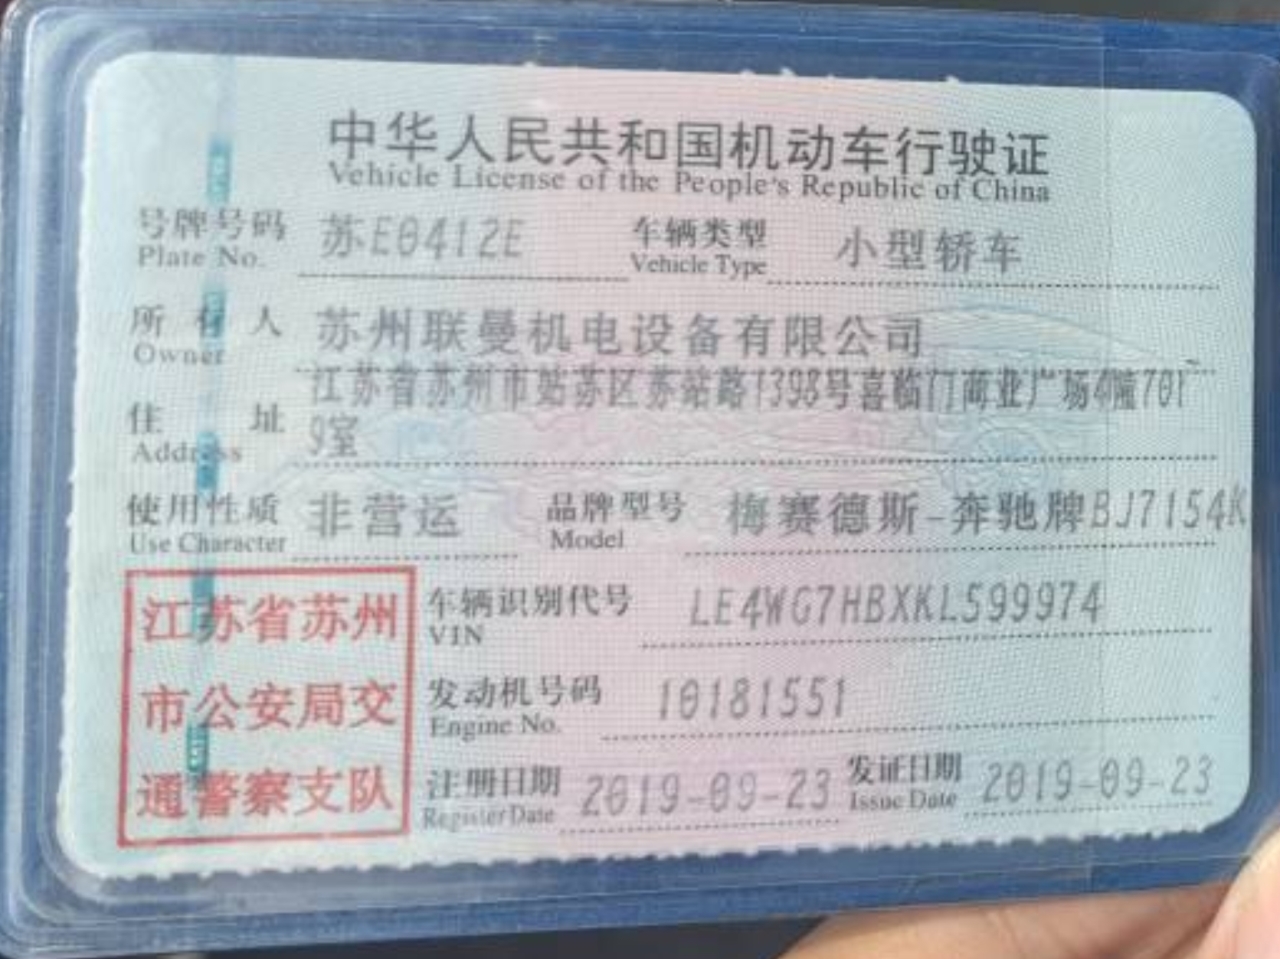 中华人民共和国机动车行驶证
Vehicle License of the People's Republic of China
号牌号码 苏E0412E 车辆类型 小型轿车
Plate No. Vehicle Type
所有人 苏州联曼机电设备有限公司
Owner
江苏省苏州市姑苏区苏站路1398号喜临门商业广场4幢701
住址 9室
Address
使用性质 非营运 品牌型号 梅赛德斯-奔驰牌BJ7154K
Use Character Model
江苏省苏州
市公安局交
通警察支队
车辆识别代号 LE4WG7HBXKL599974
VIN
发动机号码 10181551
Engine No.
注册日期 2019-09-23 发证日期 2019-09-23
Register Date Issue Date